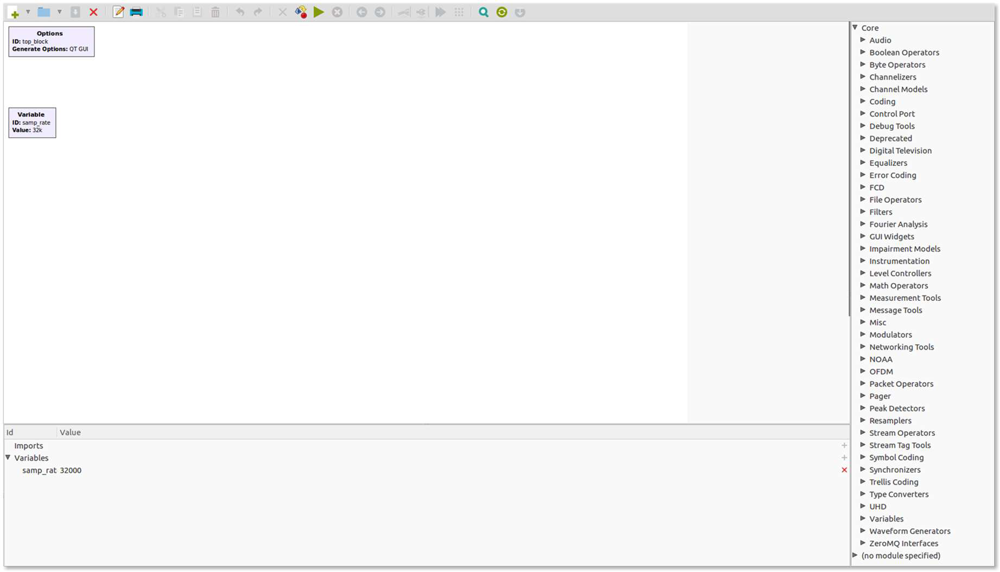 Options
ID: top_block
Generate Options: QT GUI
Variable
ID: samp_rate
Value: 32k
Id Value
Imports
Variables
samp_rat 32000
Core
Audio
Boolean Operators
Byte Operators
Channelizers
Channel Models
Coding
Control Port
Debug Tools
Deprecated
Digital Television
Equalizers
Error Coding
FCD
File Operators
Filters
Fourier Analysis
GUI Widgets
Impairment Models
Instrumentation
Level Controllers
Math Operators
Measurement Tools
Message Tools
Misc
Modulators
Networking Tools
NOAA
OFDM
Packet Operators
Pager
Peak Detectors
Resamplers
Stream Operators
Stream Tag Tools
Symbol Coding
Synchronizers
Trellis Coding
Type Converters
UHD
Variables
Waveform Generators
ZeroMQ Interfaces
(no module specified)